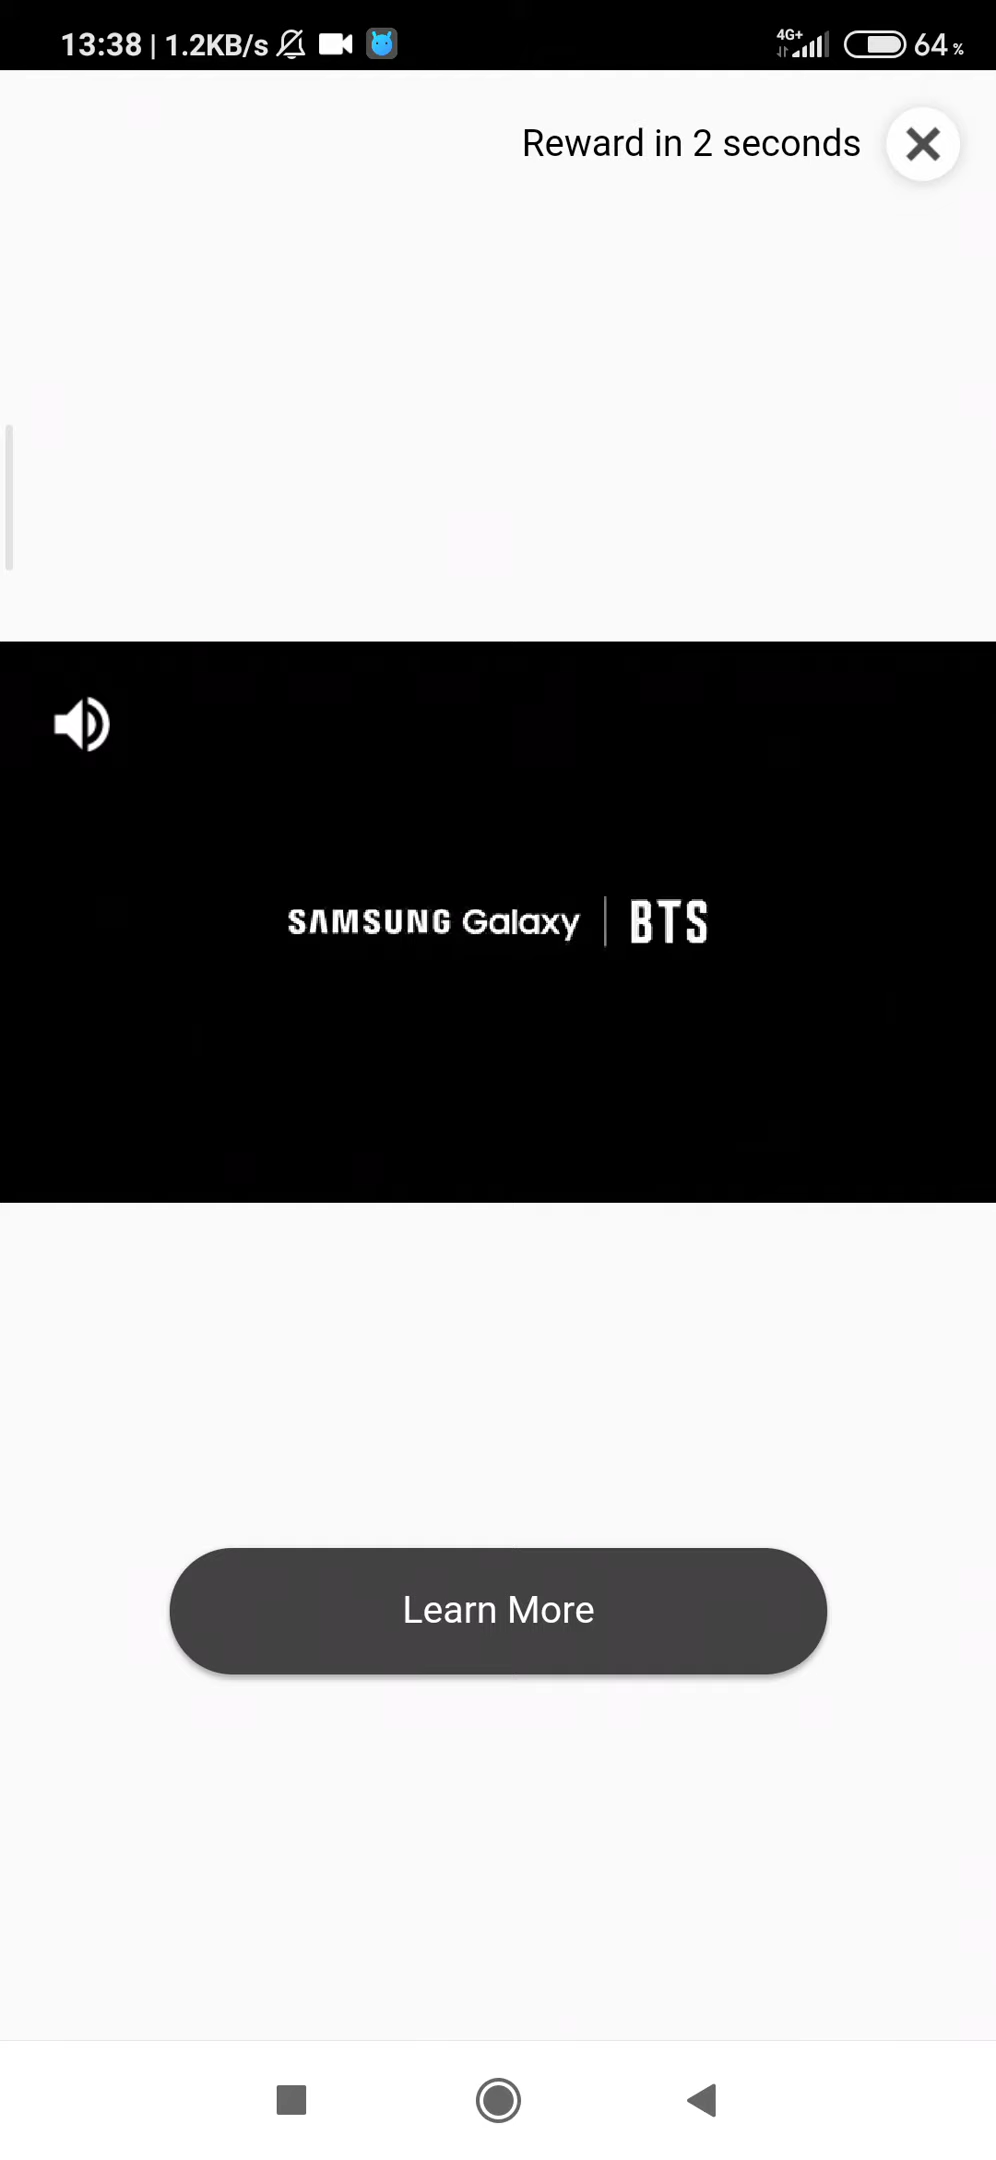 13:38 | 1.2KB/s 4G+ 64 %
Reward in 2 seconds
SAMSUNG Galaxy | BTS
Learn More